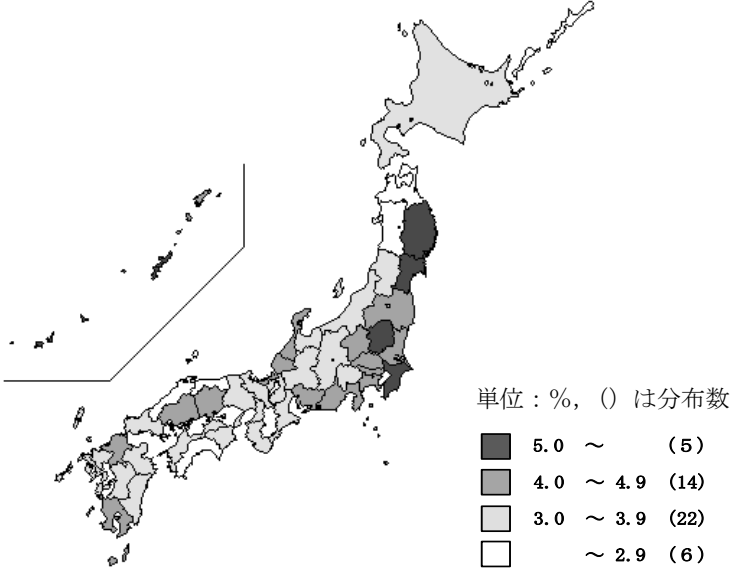 単位：%，（）は分布数
5.0 ～ （5）
4.0 ～ 4.9 （14）
3.0 ～ 3.9 （22）
～ 2.9 （6）